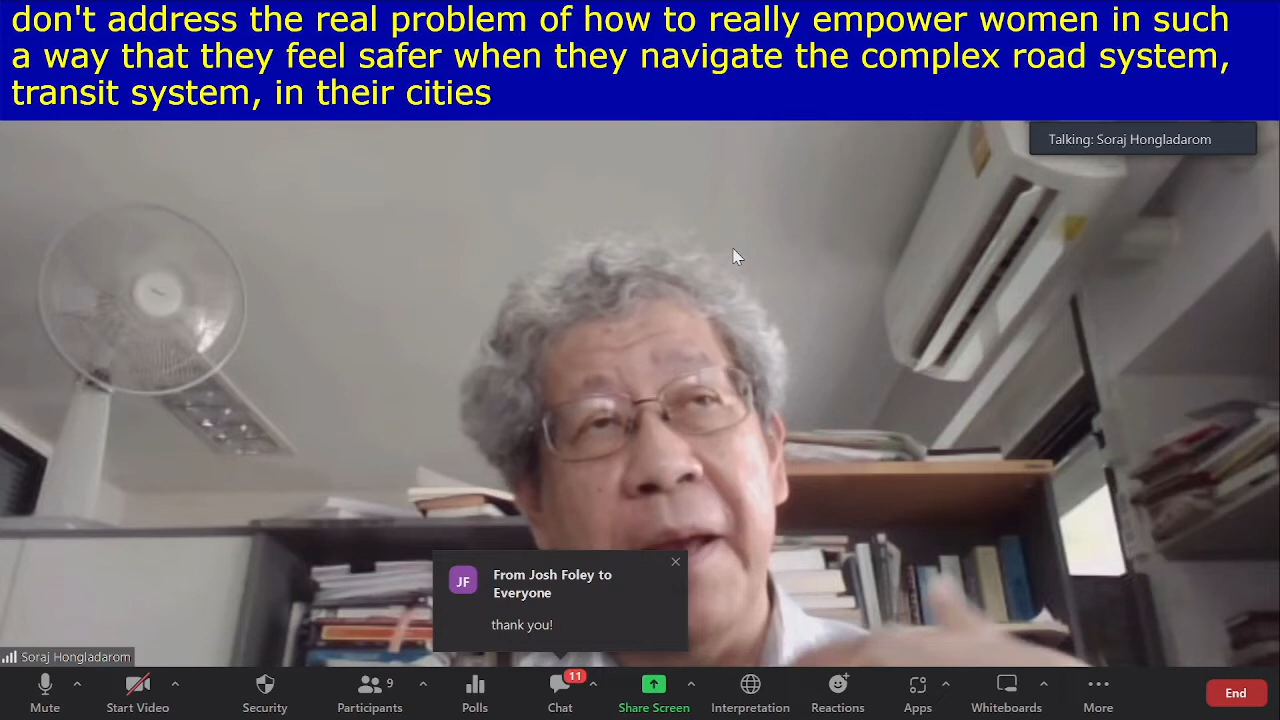 don't address the real problem of how to really empower women in such
a way that they feel safer when they navigate the complex road system,
transit system, in their cities
Talking: Soraj Hongladarom
JF
From Josh Foley to
Everyone
thank you!
Soraj Hongladarom
Mute
Start Video
Security
9
Participants
Polls
11
Chat
Share Screen
Interpretation
Reactions
Apps
Whiteboards
More
End